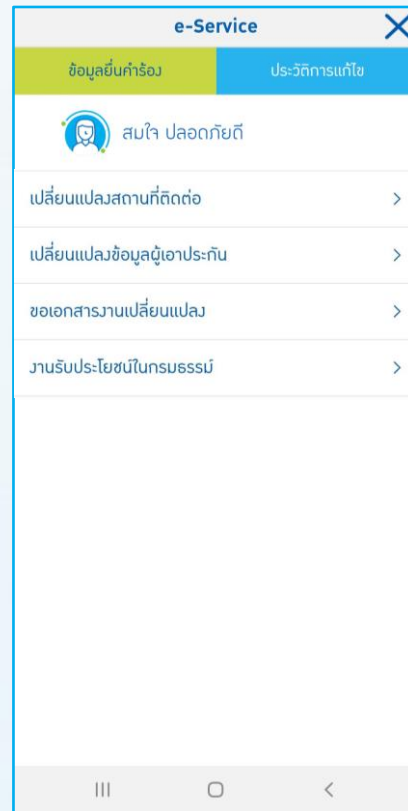 e-Service
ข้อมูลยื่นคำร้อง
ประวัติการแก้ไข
สมใจ ปลอดภัยดี
เปลี่ยนแปลงสถานที่ติดต่อ
เปลี่ยนแปลงข้อมูลผู้เอาประกัน
ขอเอกสารงานเปลี่ยนแปลง
งานรับประโยชน์ในกรมธรรม์